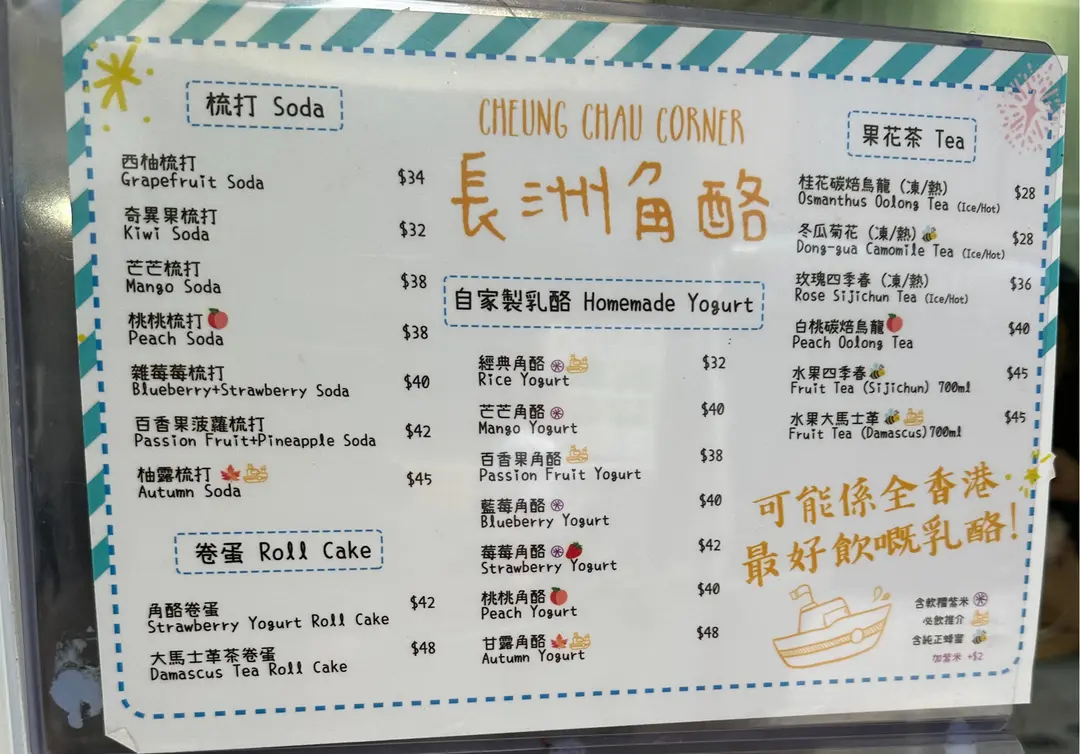 梳打 Soda
西柚梳打
Grapefruit Soda $34
奇異果梳打
Kiwi Soda $32
芒芒梳打
Mango Soda $38
桃桃梳打
Peach Soda $38
雜莓莓梳打
Blueberry+Strawberry Soda $40
百香果菠蘿梳打
Passion Fruit+Pineapple Soda $42
柚露梳打
Autumn Soda $45
卷蛋 Roll Cake
角酪卷蛋 $42
Strawberry Yogurt Roll Cake
大馬士革茶卷蛋 $48
Damascus Tea Roll Cake
CHEUNG CHAU CORNER
長洲角酪
自家製乳酪 Homemade Yogurt
經典角酪 $32
Rice Yogurt
芒芒角酪 $40
Mango Yogurt
百香果角酪 $38
Passion Fruit Yogurt
藍莓角酪 $40
Blueberry Yogurt
莓莓角酪 $42
Strawberry Yogurt
桃桃角酪 $40
Peach Yogurt
甘露角酪 $48
Autumn Yogurt
果花茶 Tea
桂花碳焙烏龍 (凍/熱) $28
Osmanthus Oolong Tea (Ice/Hot)
冬瓜菊花 (凍/熱) $28
Dong-gua Camomile Tea (Ice/Hot)
玫瑰四季春 (凍/熱) $36
Rose Sijichun Tea (Ice/Hot)
白桃碳焙烏龍 $40
Peach Oolong Tea
水果四季春 $45
Fruit Tea (Sijichun) 700ml
水果大馬士革 $45
Fruit Tea (Damascus)700ml
可能係全香港
最好飲嘅乳酪!
含軟糯紫米
必飲推介
含純正蜂蜜
加紫米 +$2